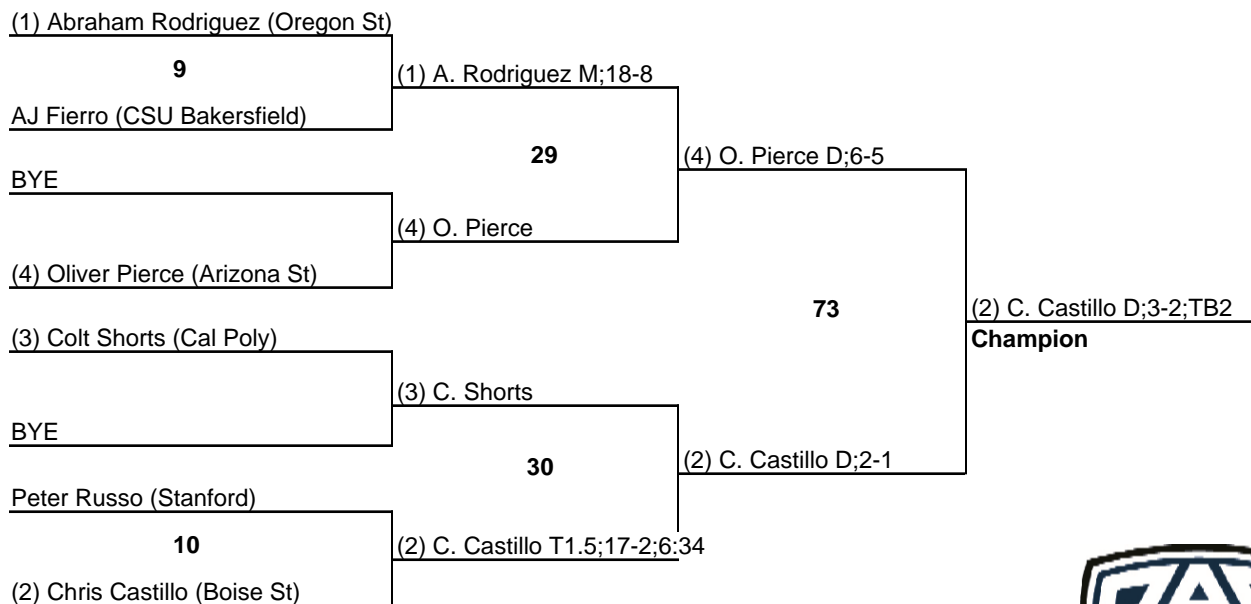 (1) Abraham Rodriguez (Oregon St)
9
(1) A. Rodriguez M;18-8
AJ Fierro (CSU Bakersfield)
29
(4) O. Pierce D;6-5
BYE
(4) O. Pierce
(4) Oliver Pierce (Arizona St)
73
(2) C. Castillo D;3-2;TB2
Champion
(3) Colt Shorts (Cal Poly)
(3) C. Shorts
BYE
30
(2) C. Castillo D;2-1
Peter Russo (Stanford)
10
(2) C. Castillo T1.5;17-2;6:34
(2) Chris Castillo (Boise St)